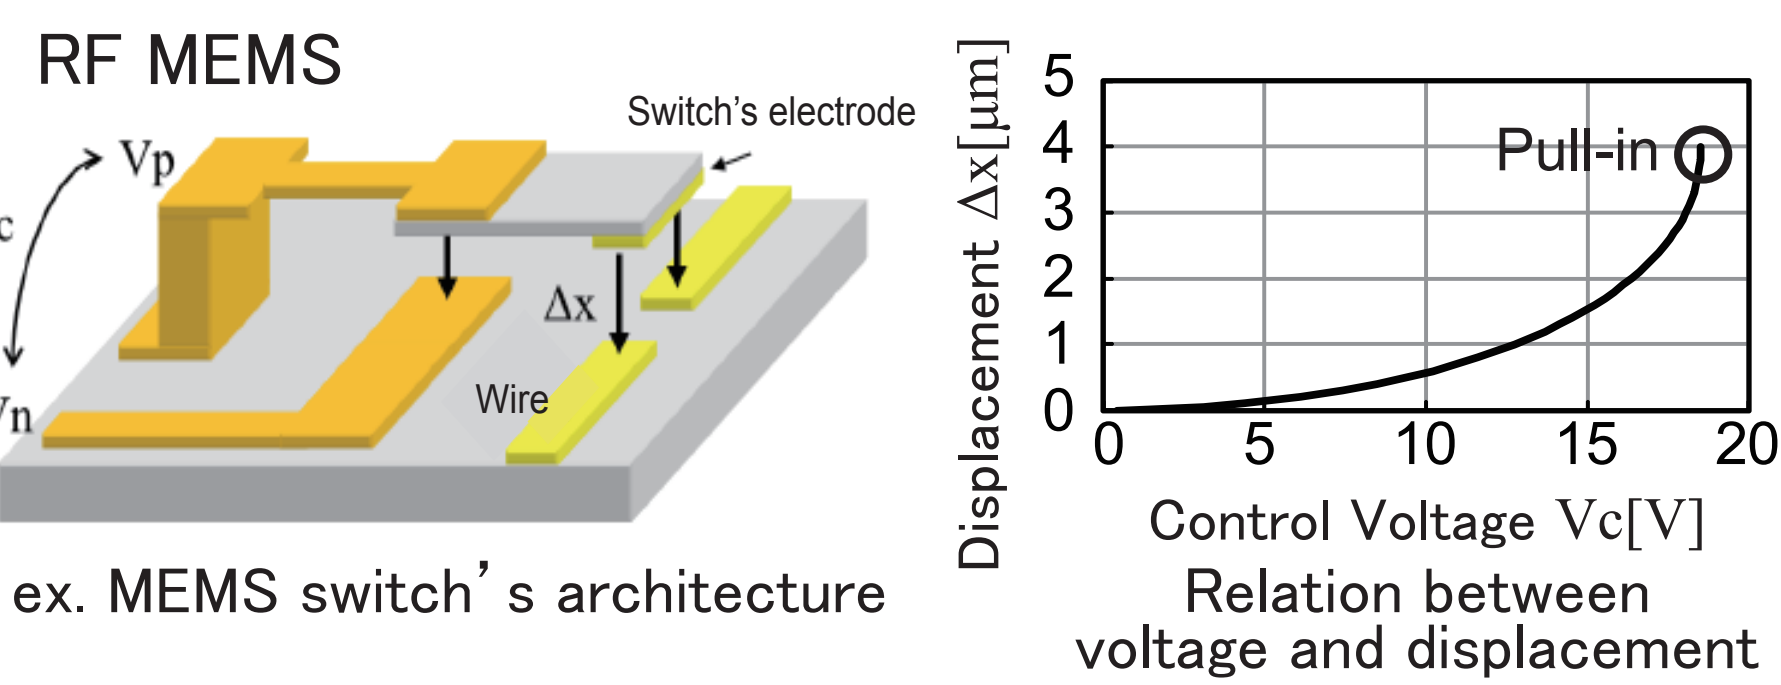 RF MEMS
Switch's electrode
Vp
c
Δx
Vn
Wire
ex. MEMS switch's architecture
Displacement Δx[μm]
5
4
3
2
1
0
Pull-in
0 5 10 15 20
Control Voltage Vc[V]
Relation between
voltage and displacement